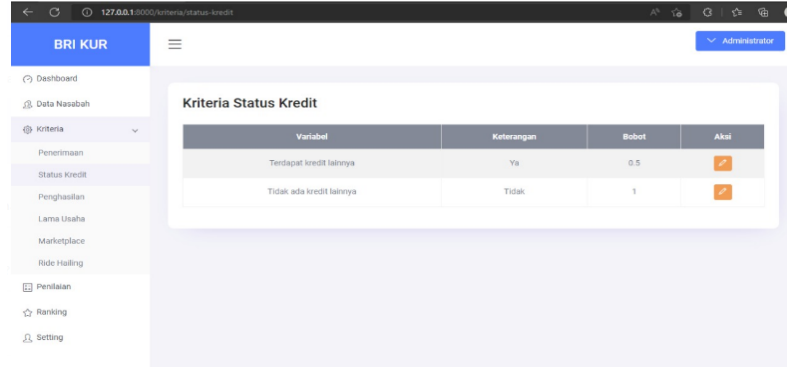 127.0.0.1:8000/kriteria/status-kredit
BRI KUR
Administrator
Dashboard
Data Nasabah
Kriteria
Penerimaan
Status Kredit
Penghasilan
Lama Usaha
Marketplace
Ride Hailing
Penilaian
Ranking
Setting
Kriteria Status Kredit
Variabel Keterangan Bobot Aksi
Terdapat kredit lainnya Ya 0.5
Tidak ada kredit lainnya Tidak 1